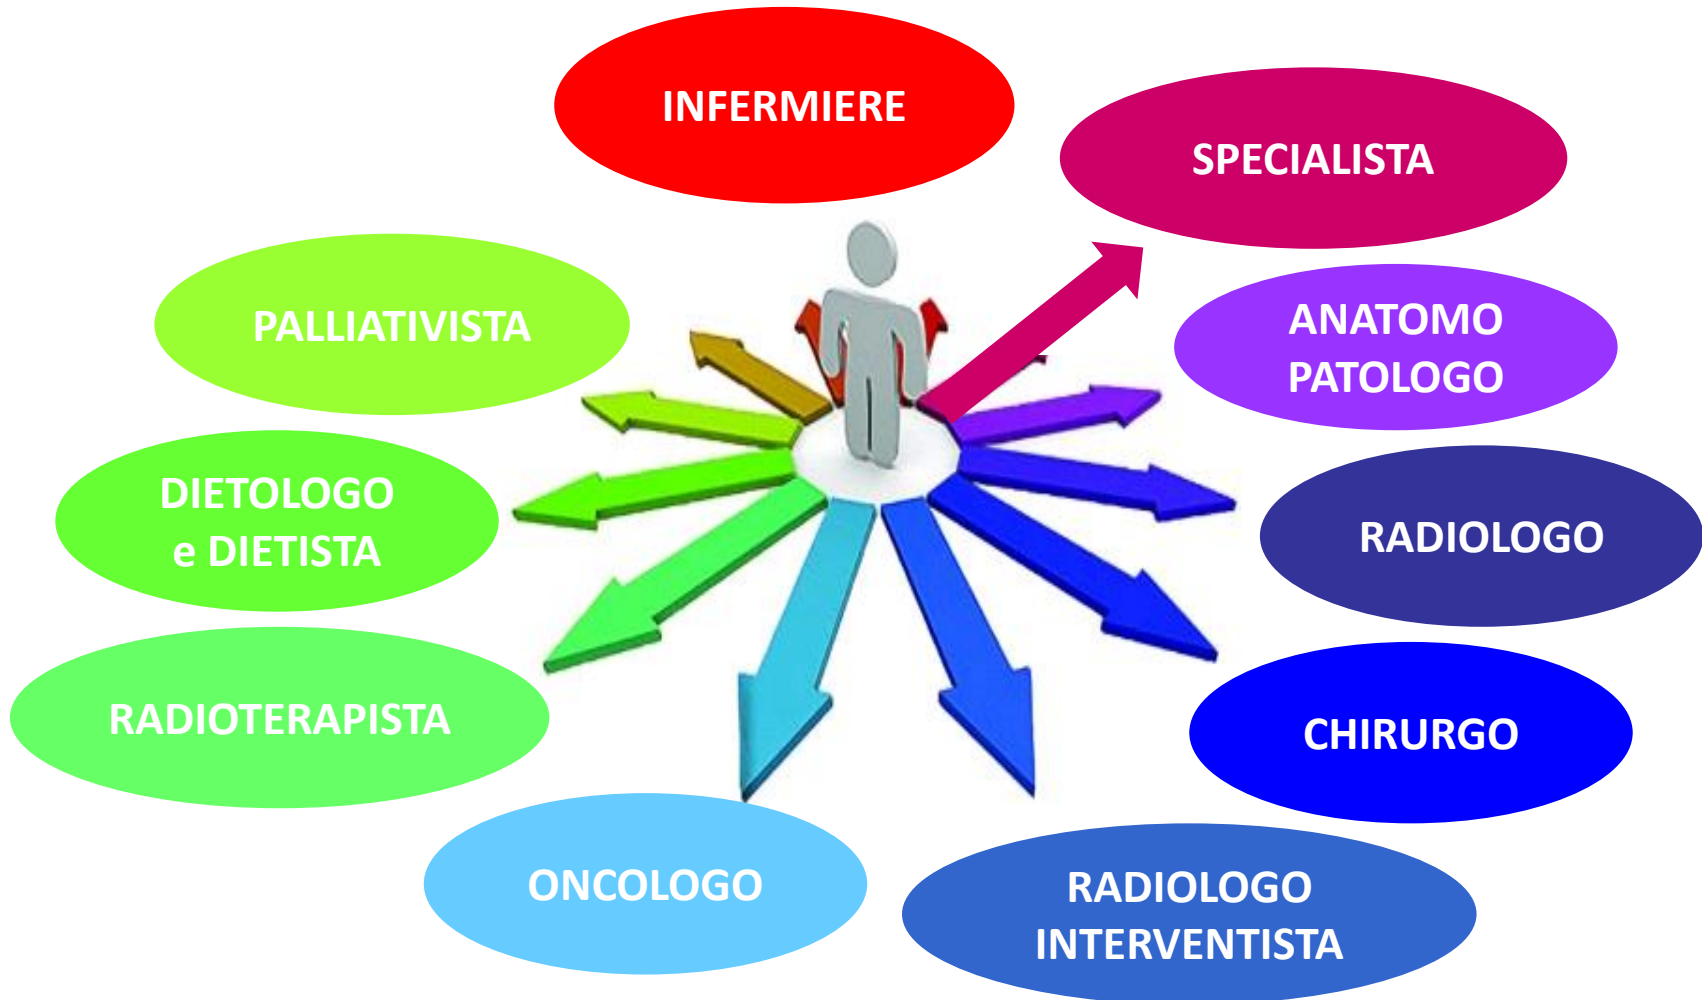 INFERMIERE
SPECIALISTA
ANATOMO
PATOLOGO
RADIOLOGO
CHIRURGO
RADIOLOGO
INTERVENTISTA
ONCOLOGO
RADIOTERAPISTA
DIETOLOGO
e DIETISTA
PALLIATIVISTA